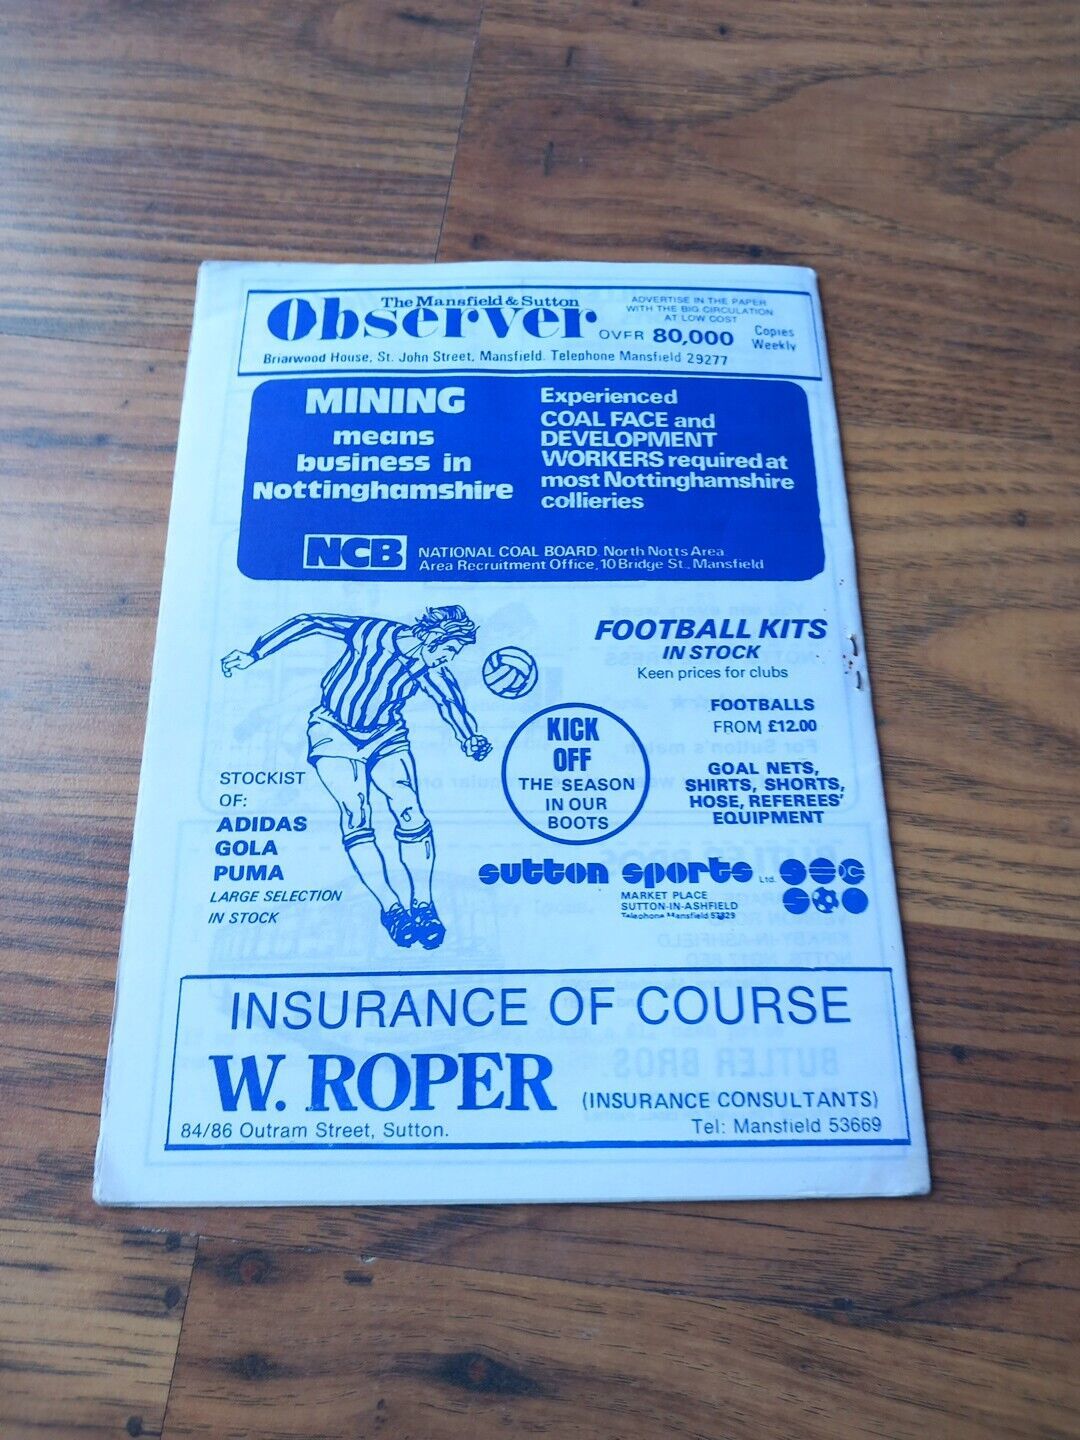 The Mansfield & Sutton
Observer
ADVERTISE IN THE PAPER
WITH THE BIG CIRCULATION
AT LOW COST
OVER 80,000 Copies
Weekly
Briarwood House, St. John Street, Mansfield. Telephone Mansfield 29277
MINING
means
business in
Nottinghamshire
Experienced
COAL FACE and
DEVELOPMENT
WORKERS required at
most Nottinghamshire
collieries
NCB
NATIONAL COAL BOARD. North Notts Area
Area Recruitment Office, 10 Bridge St., Mansfield
FOOTBALL KITS
IN STOCK
Keen prices for clubs
FOOTBALLS
FROM £12.00
GOAL NETS,
SHIRTS, SHORTS,
HOSE, REFEREES'
EQUIPMENT
KICK
OFF
THE SEASON
IN OUR
BOOTS
STOCKIST
OF:
ADIDAS
GOLA
PUMA
LARGE SELECTION
IN STOCK
sutton sports Ltd.
MARKET PLACE
SUTTON-IN-ASHFIELD
Telephone Mansfield
INSURANCE OF COURSE
W. ROPER (INSURANCE CONSULTANTS)
84/86 Outram Street, Sutton. Tel: Mansfield 53669